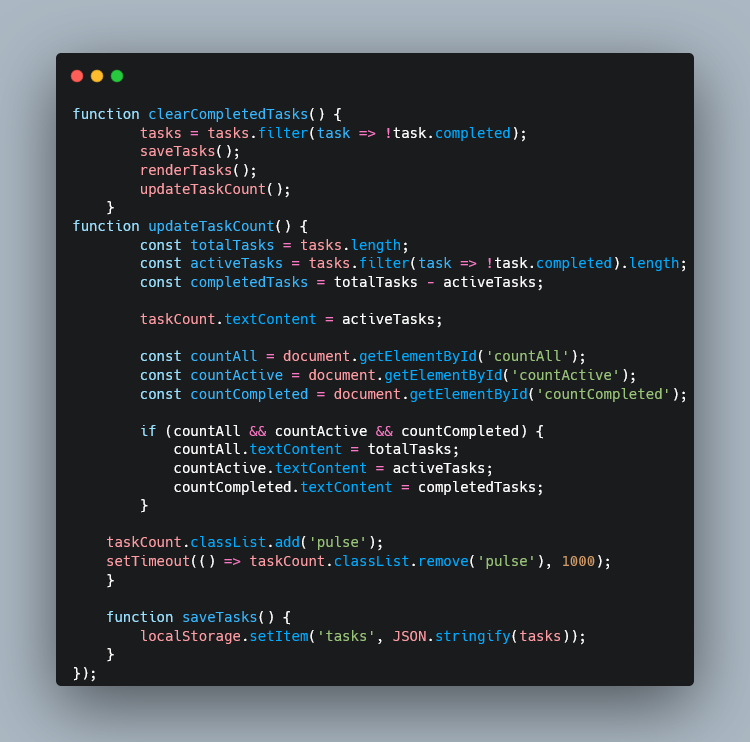 function clearCompletedTasks() {
        tasks = tasks.filter(task => !task.completed);
        saveTasks();
        renderTasks();
        updateTaskCount();
    }
function updateTaskCount() {
        const totalTasks = tasks.length;
        const activeTasks = tasks.filter(task => !task.completed).length;
        const completedTasks = totalTasks - activeTasks;

        taskCount.textContent = activeTasks;

        const countAll = document.getElementById('countAll');
        const countActive = document.getElementById('countActive');
        const countCompleted = document.getElementById('countCompleted');

        if (countAll && countActive && countCompleted) {
            countAll.textContent = totalTasks;
            countActive.textContent = activeTasks;
            countCompleted.textContent = completedTasks;
        }

    taskCount.classList.add('pulse');
    setTimeout(() => taskCount.classList.remove('pulse'), 1000);
    }

    function saveTasks() {
        localStorage.setItem('tasks', JSON.stringify(tasks));
    }
});